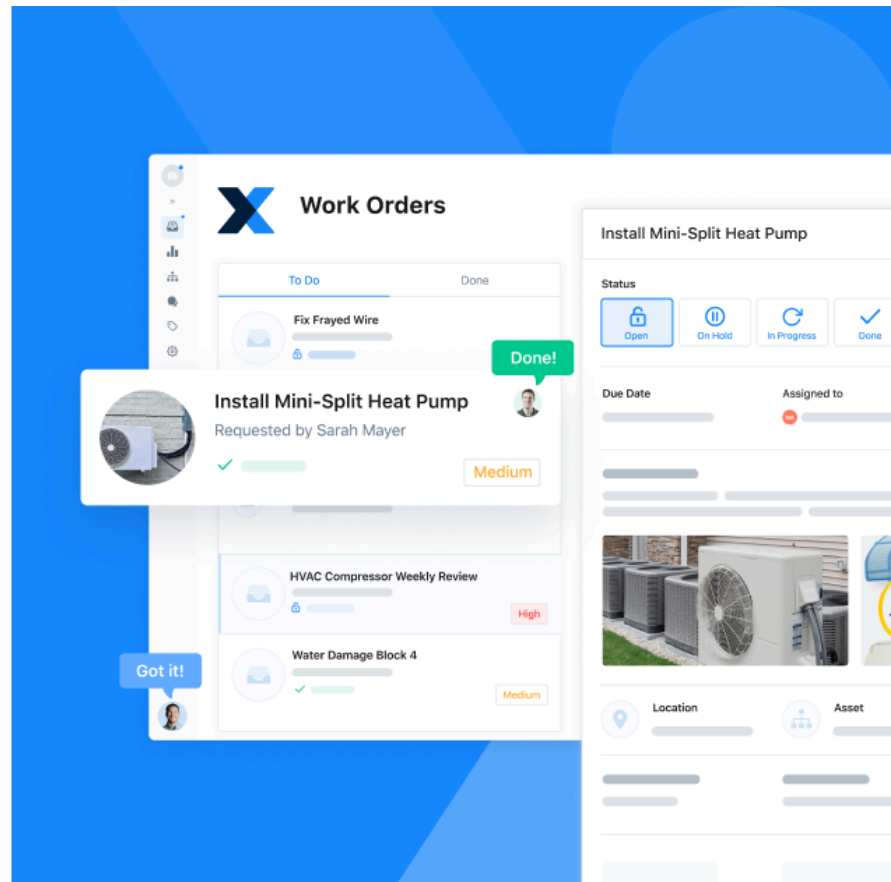 Work Orders
To Do
Done
Fix Frayed Wire
Done!
Install Mini-Split Heat Pump
Requested by Sarah Mayer
Medium
HVAC Compressor Weekly Review
High
Water Damage Block 4
Medium
Got it!
Install Mini-Split Heat Pump
Status
Open
On Hold
In Progress
Done
Due Date
Assigned to
Location
Asset